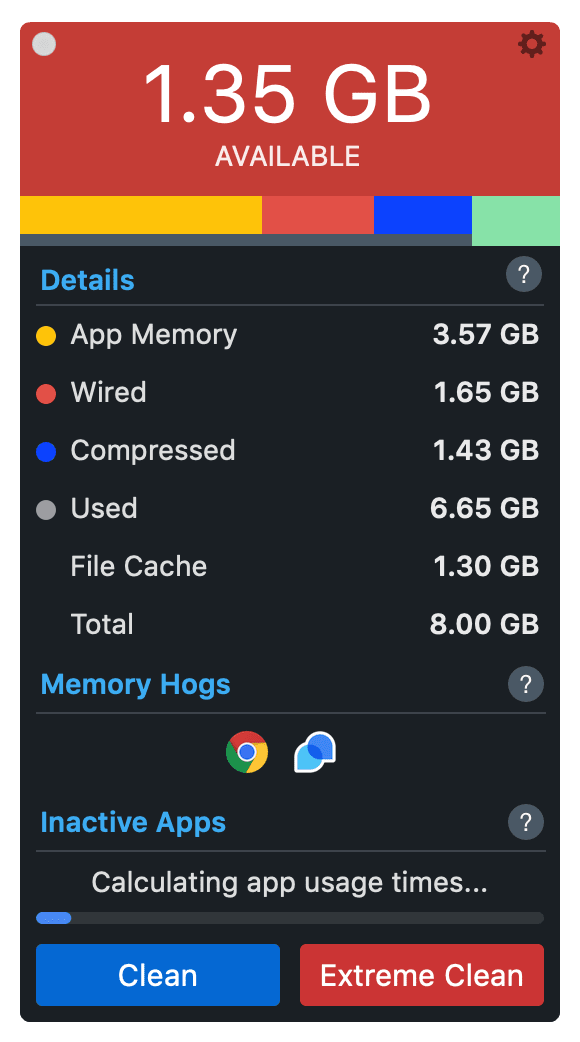 1.35 GB
AVAILABLE
Details ?
App Memory 3.57 GB
Wired 1.65 GB
Compressed 1.43 GB
Used 6.65 GB
File Cache 1.30 GB
Total 8.00 GB
Memory Hogs ?
Inactive Apps ?
Calculating app usage times...
Clean Extreme Clean